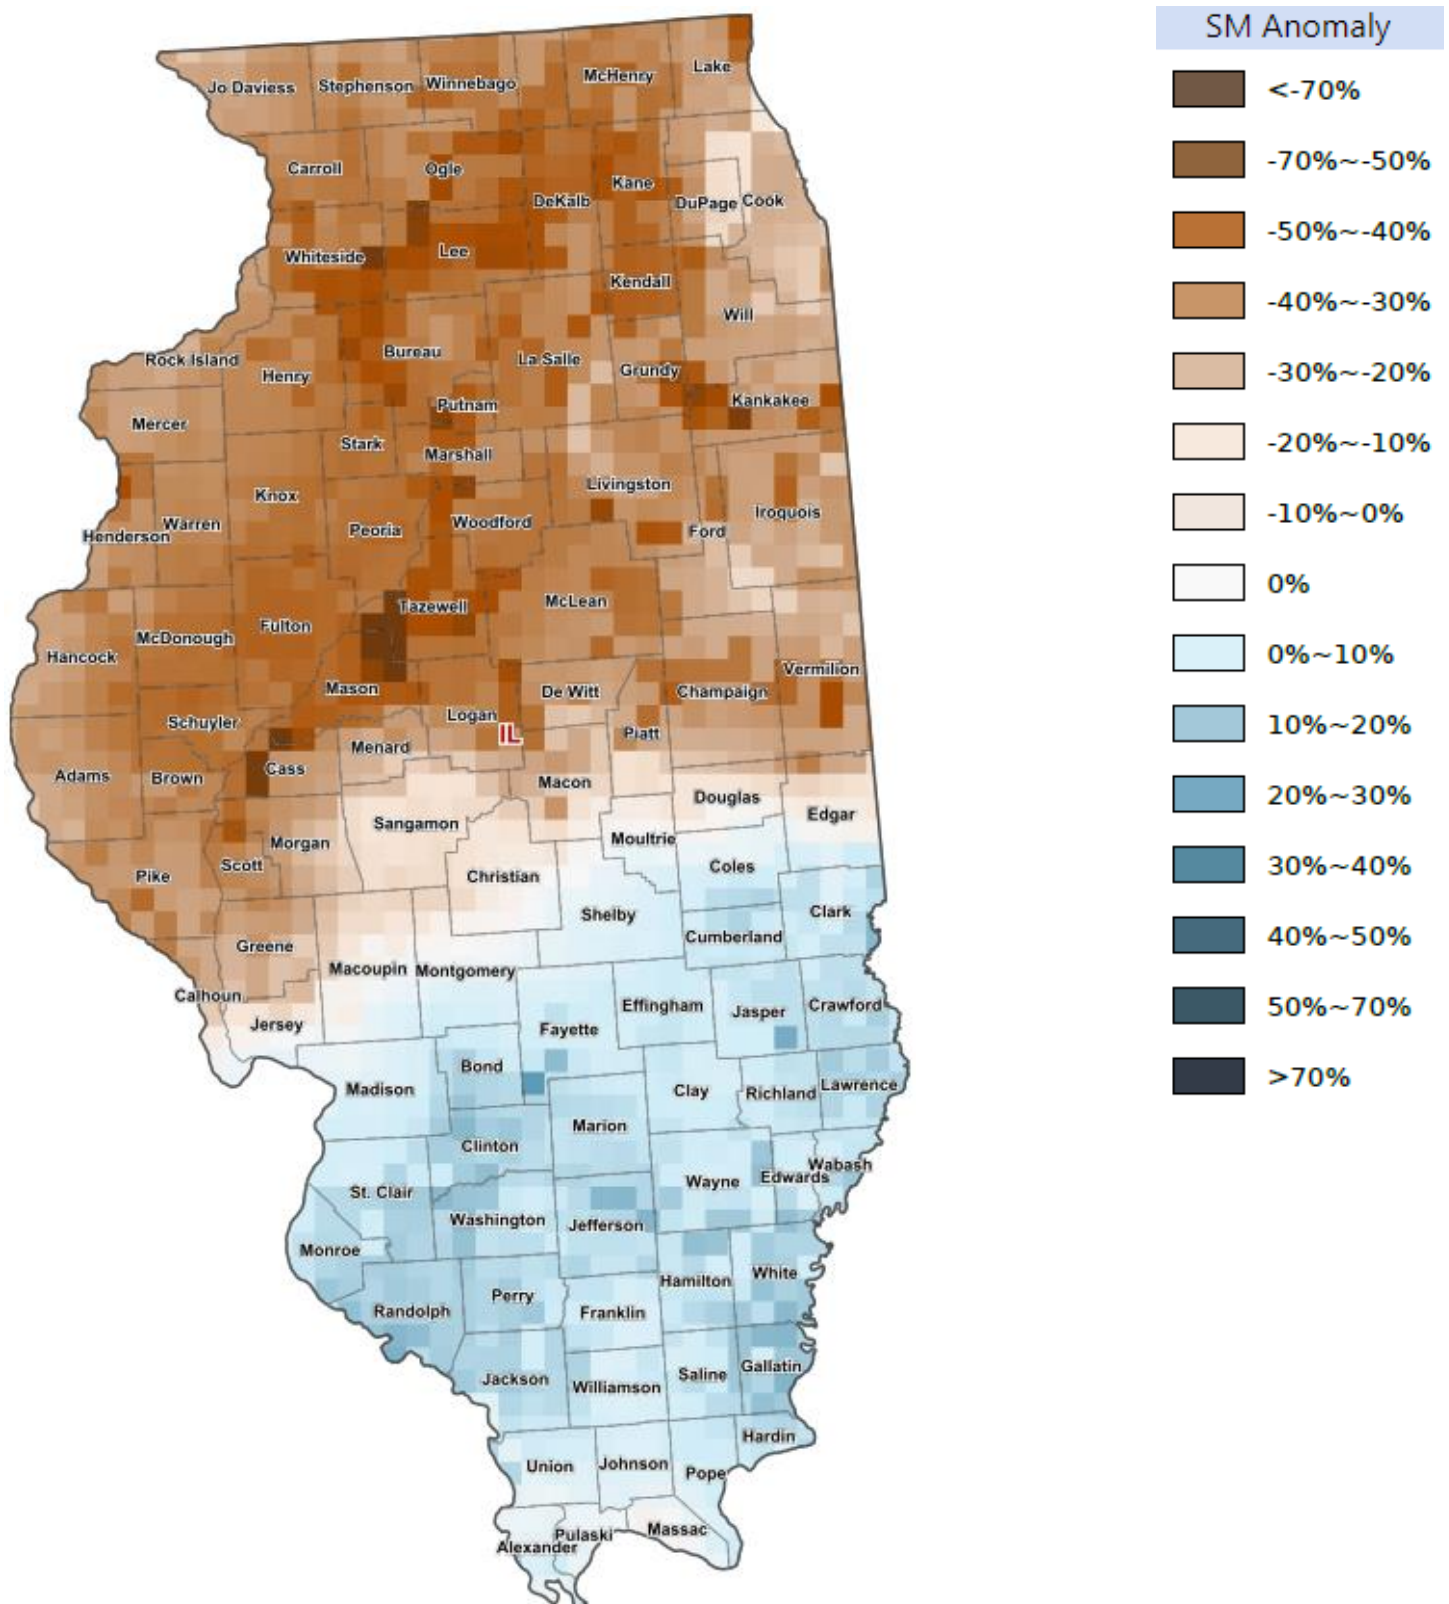 SM Anomaly
<-70%
-70%~-50%
-50%~-40%
-40%~-30%
-30%~-20%
-20%~-10%
-10%~0%
0%
0%~10%
10%~20%
20%~30%
30%~40%
40%~50%
50%~70%
>70%
Jo Daviess
Stephenson
Winnebago
McHenry
Lake
Carroll
Ogle
DeKalb
Kane
DuPage
Cook
Whiteside
Lee
Kendall
Will
Rock Island
Henry
Bureau
La Salle
Grundy
Kankakee
Mercer
Putnam
Stark
Marshall
Knox
Livingston
Henderson
Warren
Peoria
Woodford
Ford
Iroquois
Hancock
McDonough
Fulton
Tazewell
McLean
Mason
De Witt
Champaign
Vermilion
Schuyler
Logan
IL
Piatt
Adams
Brown
Cass
Menard
Macon
Douglas
Edgar
Sangamon
Morgan
Moultrie
Pike
Scott
Christian
Coles
Shelby
Clark
Greene
Cumberland
Macoupin
Montgomery
Calhoun
Jersey
Fayette
Effingham
Jasper
Crawford
Madison
Bond
Clay
Richland
Lawrence
Clinton
Marion
St. Clair
Wayne
Edwards
Wabash
Washington
Jefferson
Monroe
Hamilton
White
Randolph
Perry
Franklin
Jackson
Williamson
Saline
Gallatin
Union
Johnson
Pope
Hardin
Alexander
Pulaski
Massac